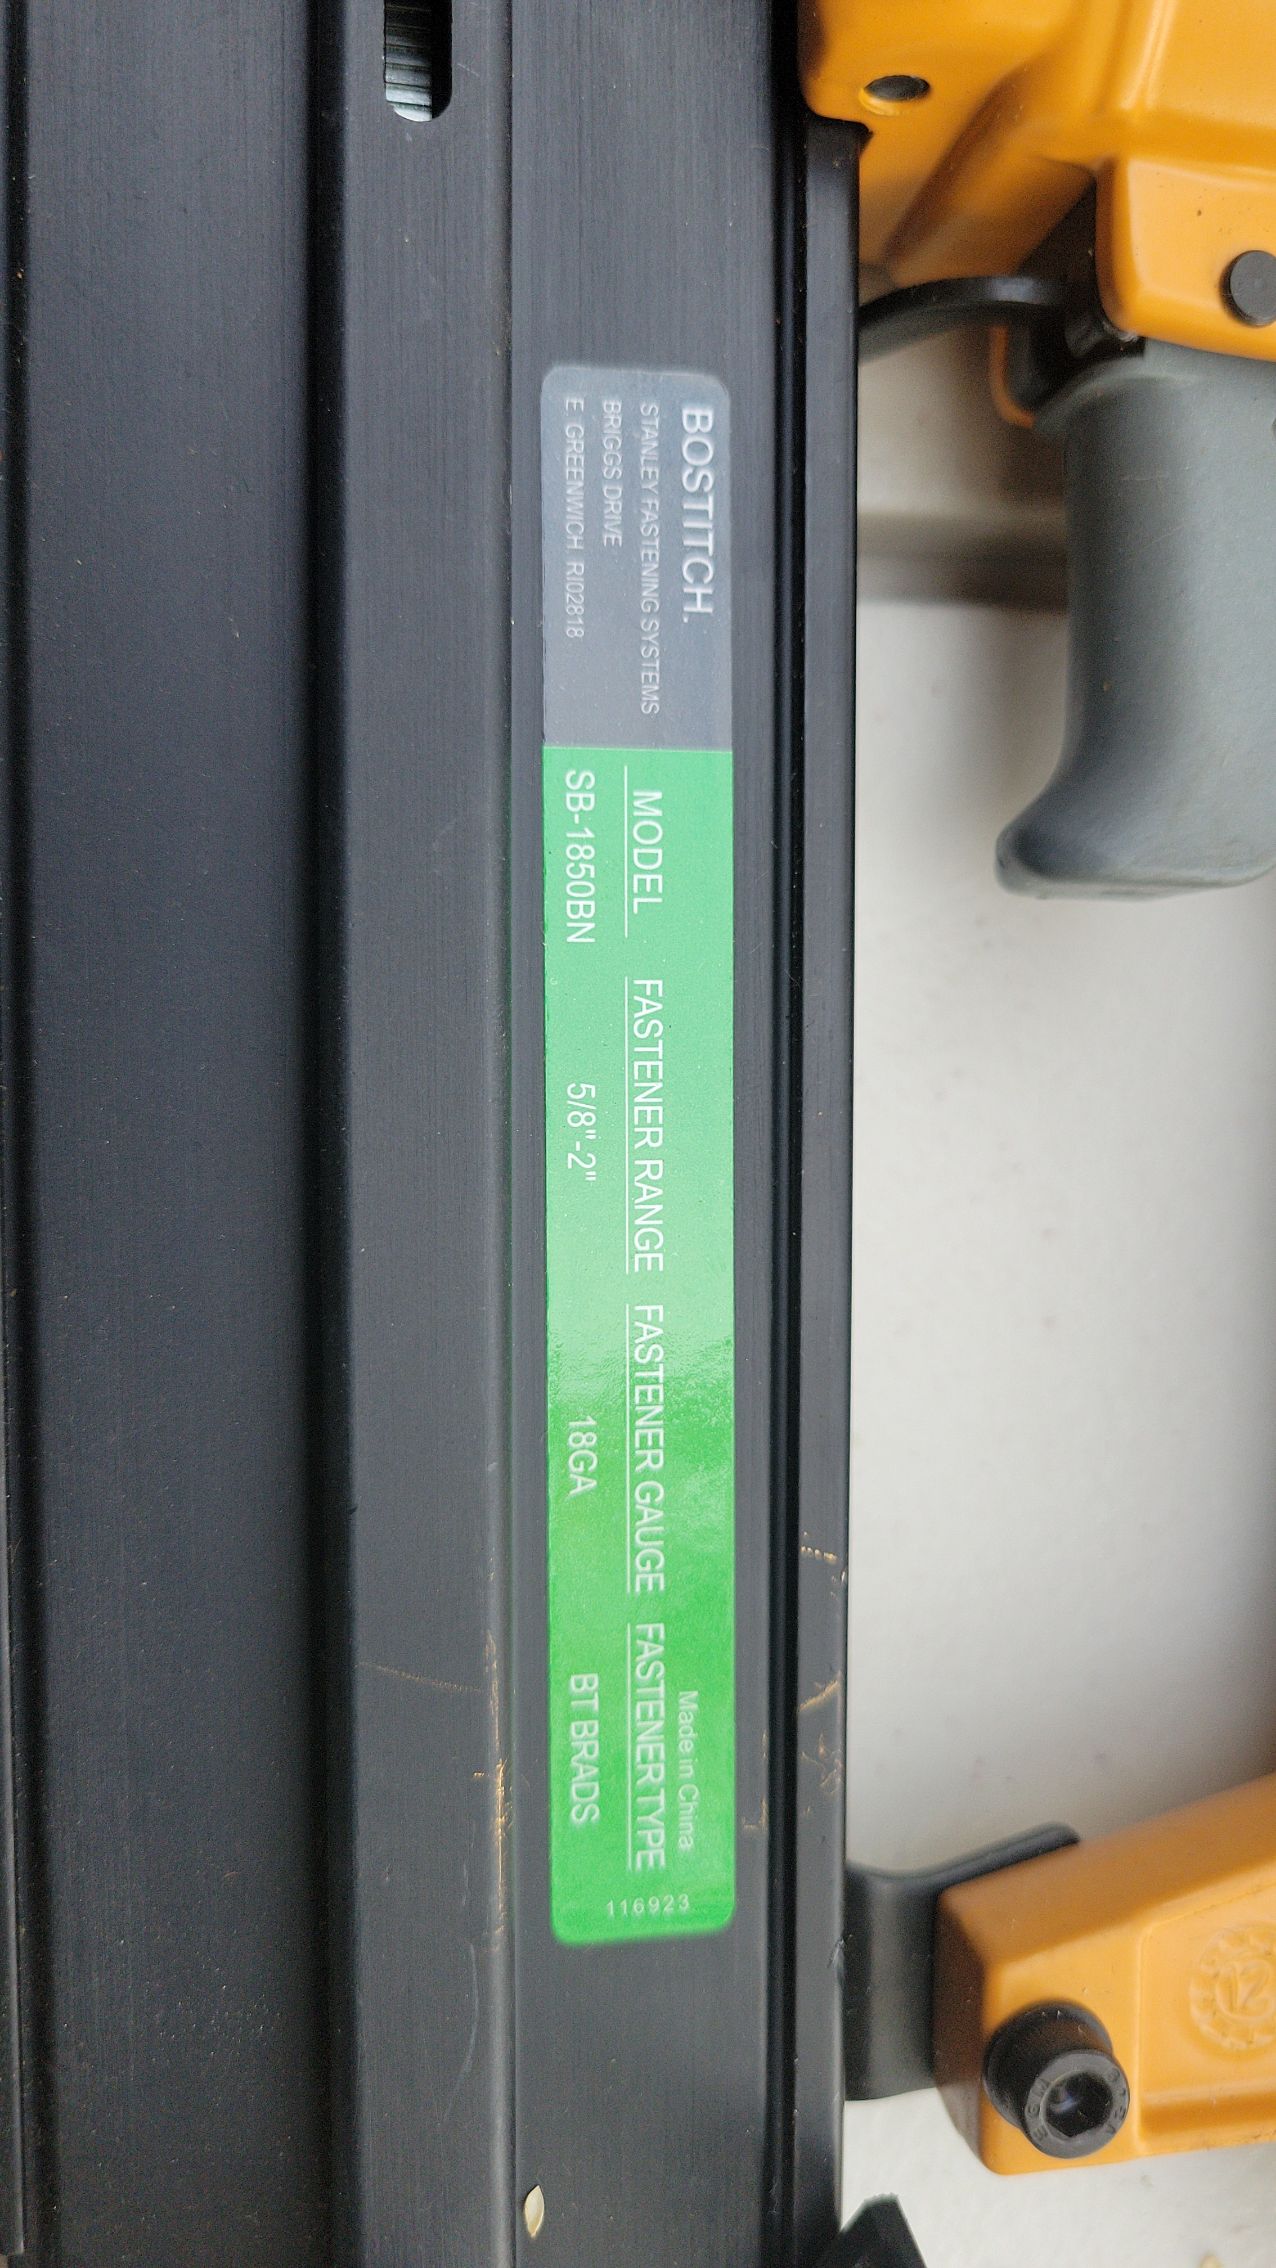 BOSTITCH.
STANLEY FASTENING SYSTEMS
BRIGGS DRIVE
E. GREENWICH RI02818
Made in China
MODEL FASTENER RANGE FASTENER GAUGE FASTENER TYPE
SB-1850BN 5/8"-2" 18GA BT BRADS
116923
12